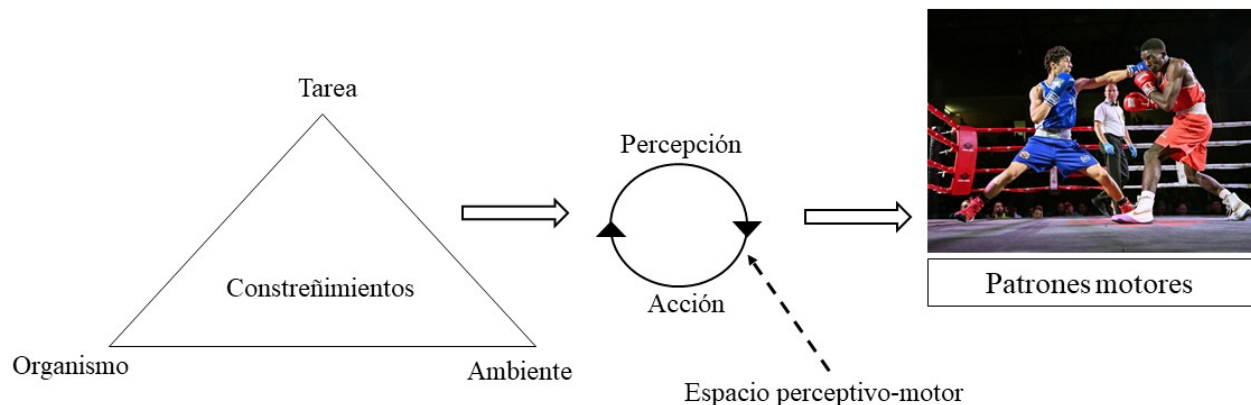 Tarea
Percepción
Constreñimientos
Acción
Patrones motores
Organismo
Ambiente
Espacio perceptivo-motor